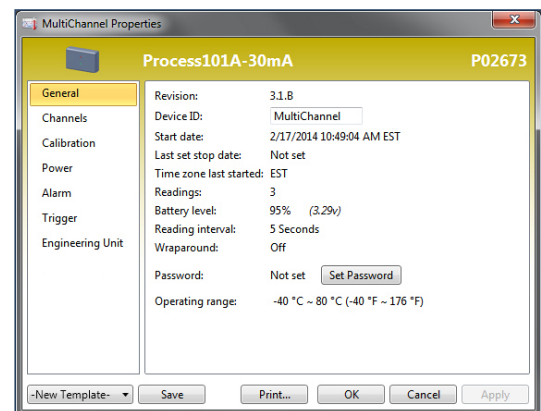 MultiChannel Properties
x
Process101A-30mA P02673
General
Channels
Calibration
Power
Alarm
Trigger
Engineering Unit
Revision: 3.1.B
Device ID: MultiChannel
Start date: 2/17/2014 10:49:04 AM EST
Last set stop date: Not set
Time zone last started: EST
Readings: 3
Battery level: 95% (3.29v)
Reading interval: 5 Seconds
Wraparound: Off
Password: Not set Set Password
Operating range: -40 °C ~ 80 °C (-40 °F ~ 176 °F)
-New Template- Save Print... OK Cancel Apply